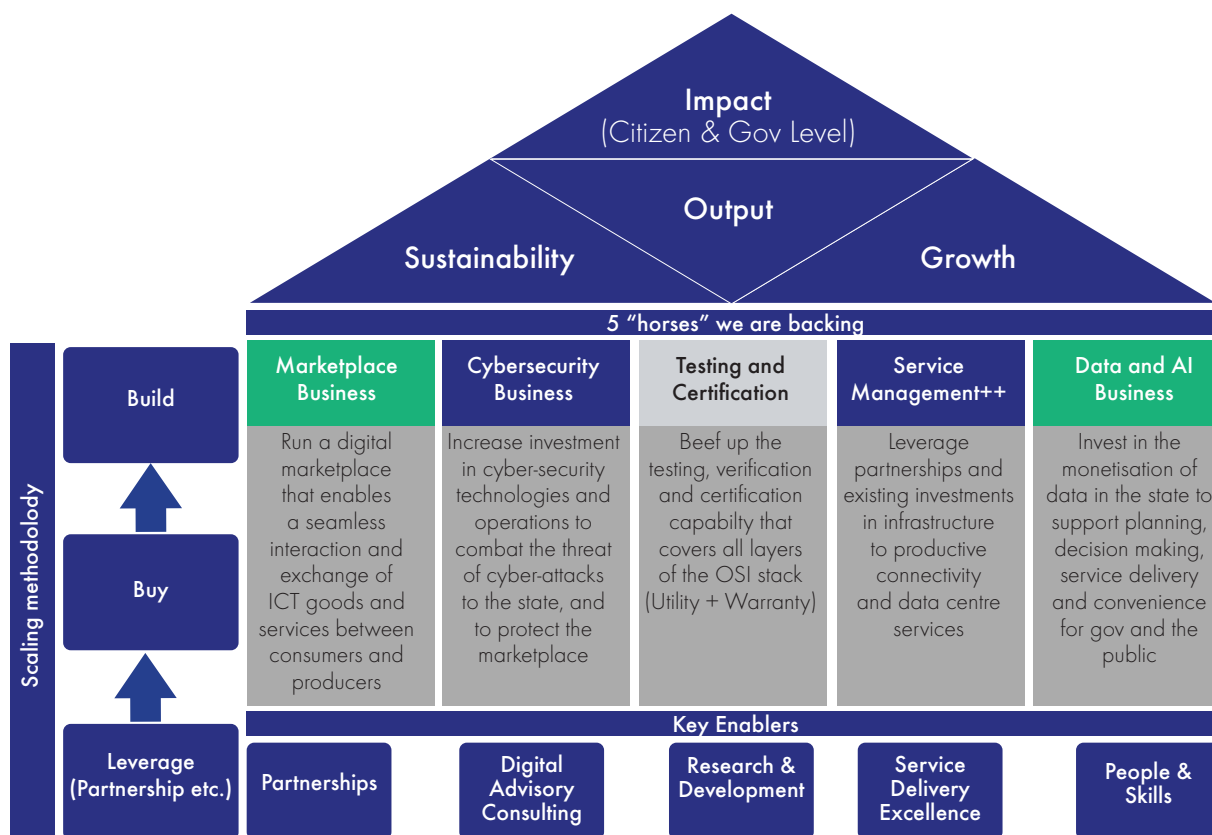 Impact
(Citizen & Gov Level)
Output
Sustainability
Growth
5 “horses” we are backing
Scaling methodolody
Build
Buy
Leverage
(Partnership etc.)
Marketplace
Business
Run a digital
marketplace
that enables
a seamless
interaction and
exchange of
ICT goods and
services between
consumers and
producers
Cybersecurity
Business
Increase investment
in cyber-security
technologies and
operations to
combat the threat
of cyber-attacks
to the state, and
to protect the
marketplace
Testing and
Certification
Beef up the
testing, verification
and certification
capabilty that
covers all layers
of the OSI stack
(Utility + Warranty)
Service
Management++
Leverage
partnerships and
existing investments
in infrastructure
to productive
connectivity
and data centre
services
Data and AI
Business
Invest in the
monetisation of
data in the state to
support planning,
decision making,
service delivery
and convenience
for gov and the
public
Key Enablers
Partnerships
Digital
Advisory
Consulting
Research &
Development
Service
Delivery
Excellence
People &
Skills